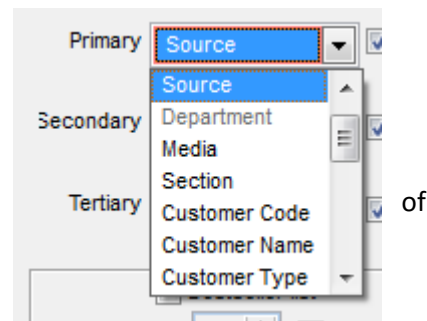 Primary Source
Source
Secondary Department
Media
Section
Tertiary Customer Code of
Customer Name
Customer Type